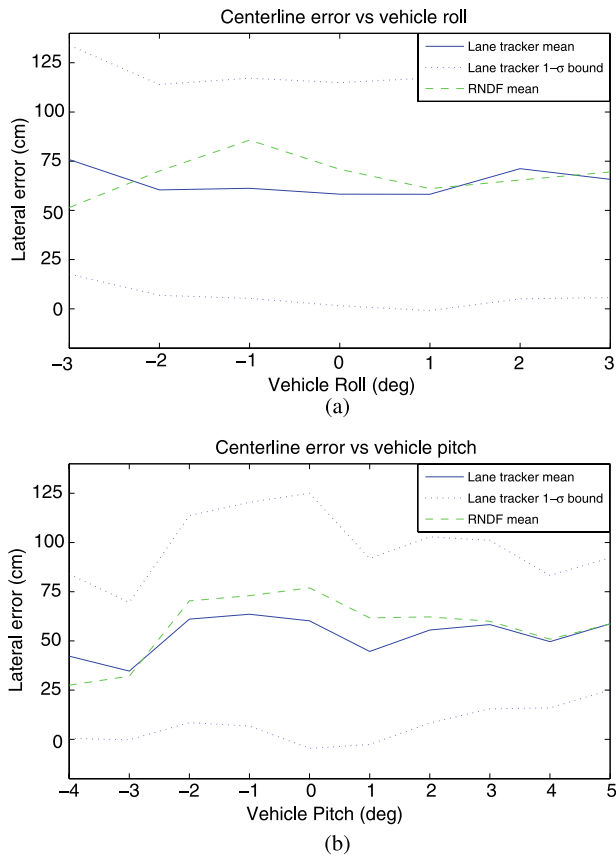 Centerline error vs vehicle roll
Lane tracker mean
Lane tracker 1−σ bound
RNDF mean
125
100
75
50
25
0
Lateral error (cm)
−3 −2 −1 0 1 2 3
Vehicle Roll (deg)
(a)
Centerline error vs vehicle pitch
Lane tracker mean
Lane tracker 1−σ bound
RNDF mean
125
100
75
50
25
0
Lateral error (cm)
−4 −3 −2 −1 0 1 2 3 4 5
Vehicle Pitch (deg)
(b)